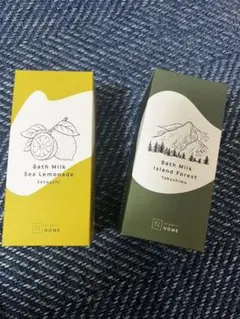 Bath Milk
Sea Lemonade
Setouchi
N
HOME
Bath Milk
Island Forest
Yakushima
N
HOME